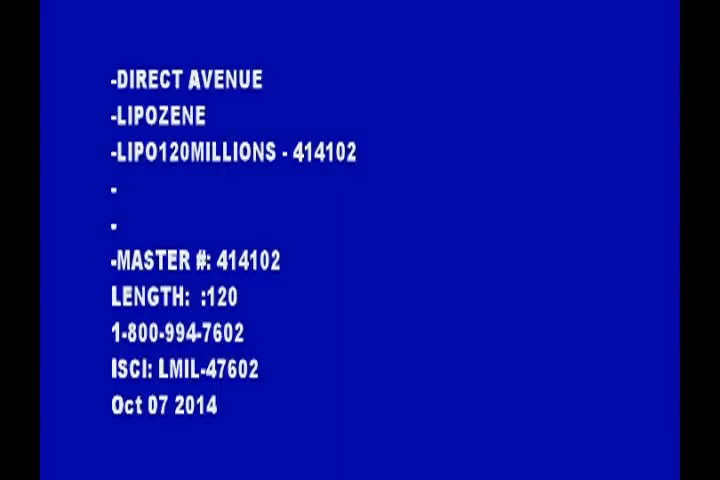 -DIRECT AVENUE
-LIPOZENE
-LIPO120MILLIONS - 414102
-
-
-MASTER #: 414102
LENGTH:  :120
1-800-994-7602
ISCI: LMIL-47602
Oct 07 2014